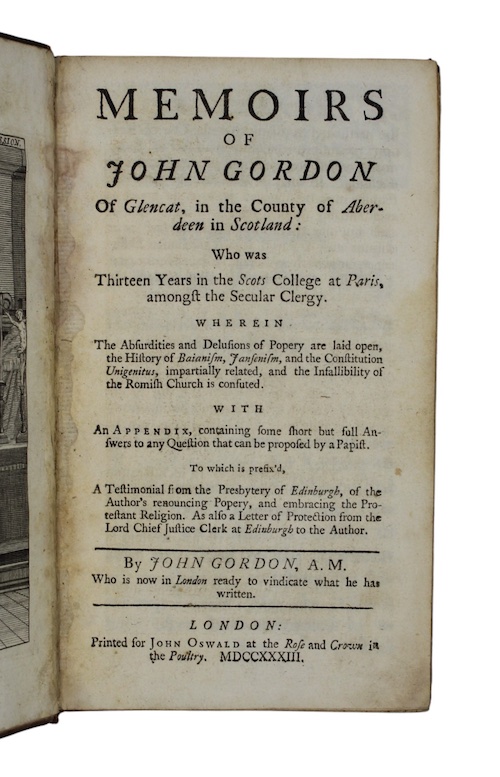 MEMOIRS
OF
JOHN GORDON
Of Glencat, in the County of Aber-
deen in Scotland:
Who was
Thirteen Years in the Scots College at Paris,
amongſt the Secular Clergy.
WHEREIN
The Abſurdities and Deluſions of Popery are laid open,
the Hiſtory of Baianiſm, Janſeniſm, and the Conſtitution
Unigenitus, impartially related, and the Infallibility of
the Romiſh Church is confuted.
WITH
An APPENDIX, containing ſome ſhort but full An-
ſwers to any Queſtion that can be propoſed by a Papiſt.
To which is prefix'd,
A Teſtimonial from the Presbytery of Edinburgh, of the
Author's renouncing Popery, and embracing the Pro-
teſtant Religion. As alſo a Letter of Protection from the
Lord Chief Juſtice Clerk at Edinburgh to the Author.
By JOHN GORDON, A. M.
Who is now in London ready to vindicate what he has
written.
LONDON:
Printed for JOHN OSWALD at the Roſe and Crown in
the Poultry. MDCCXXXIII.